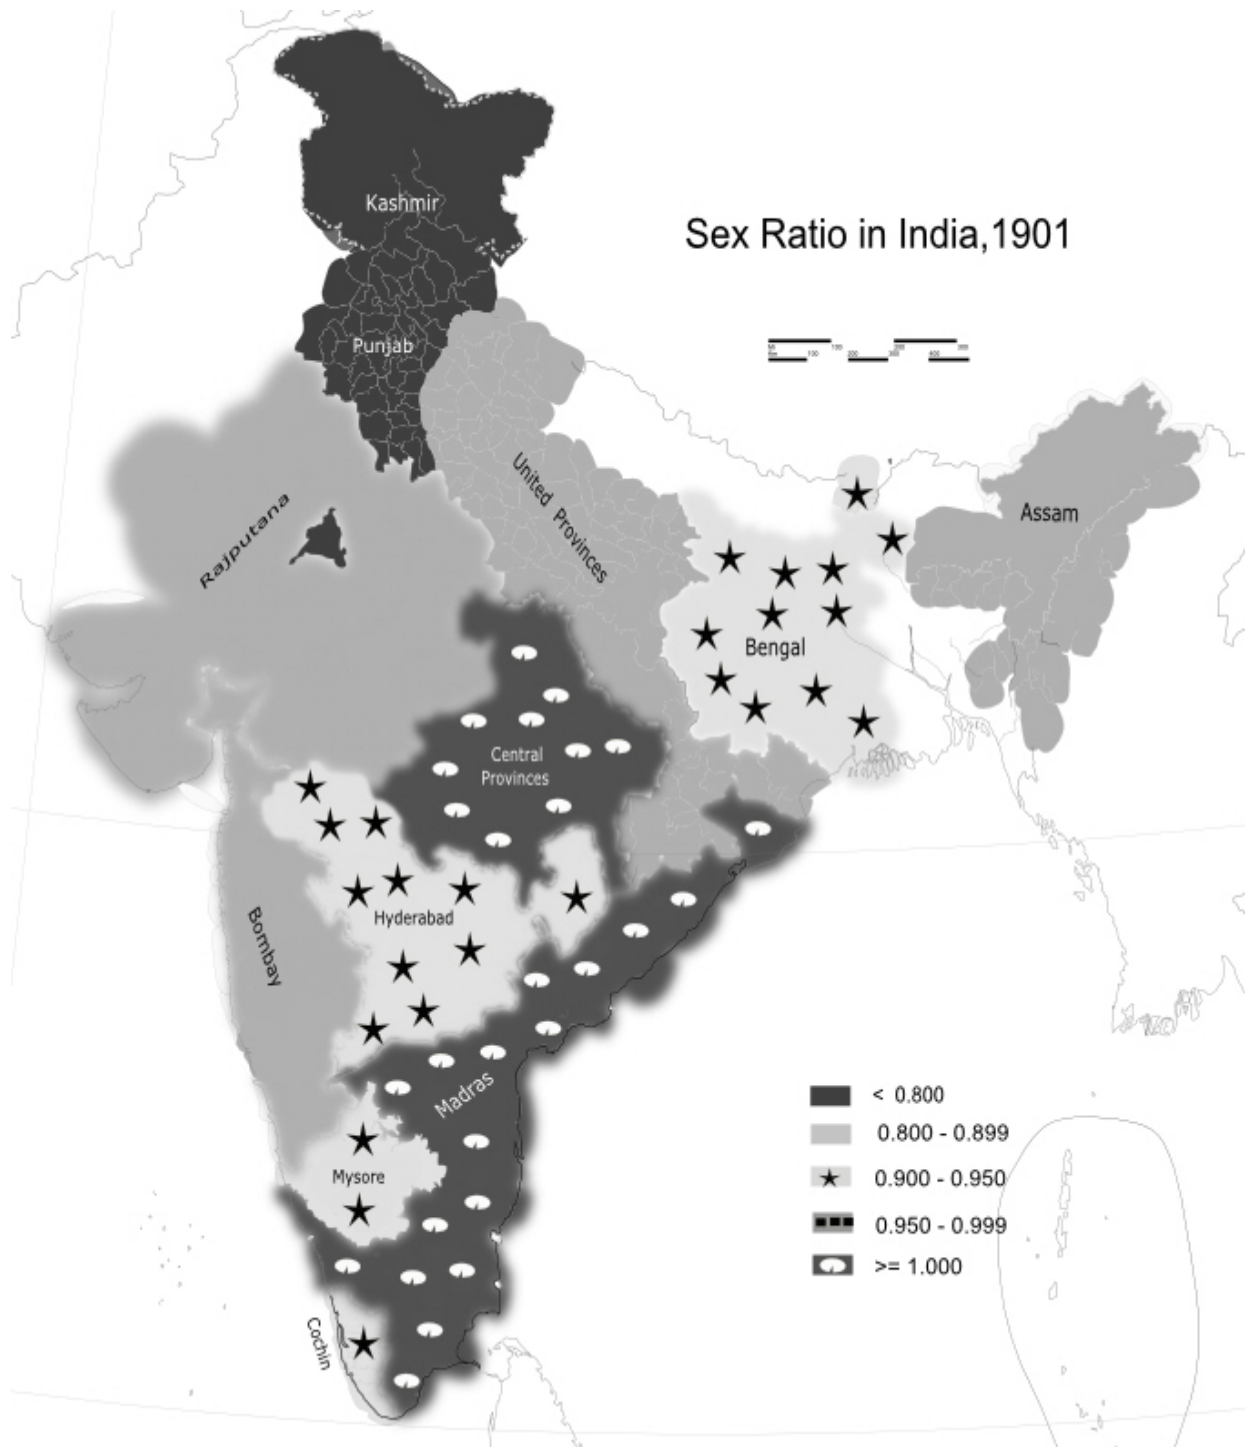 Kashmir
Sex Ratio in India,1901
Punjab
United Provinces
Rajputana
Assam
Bengal
Central
Provinces
Hyderabad
Bombay
Madras
Mysore
Cochin
< 0.800
0.800 - 0.899
0.900 - 0.950
0.950 - 0.999
>= 1.000